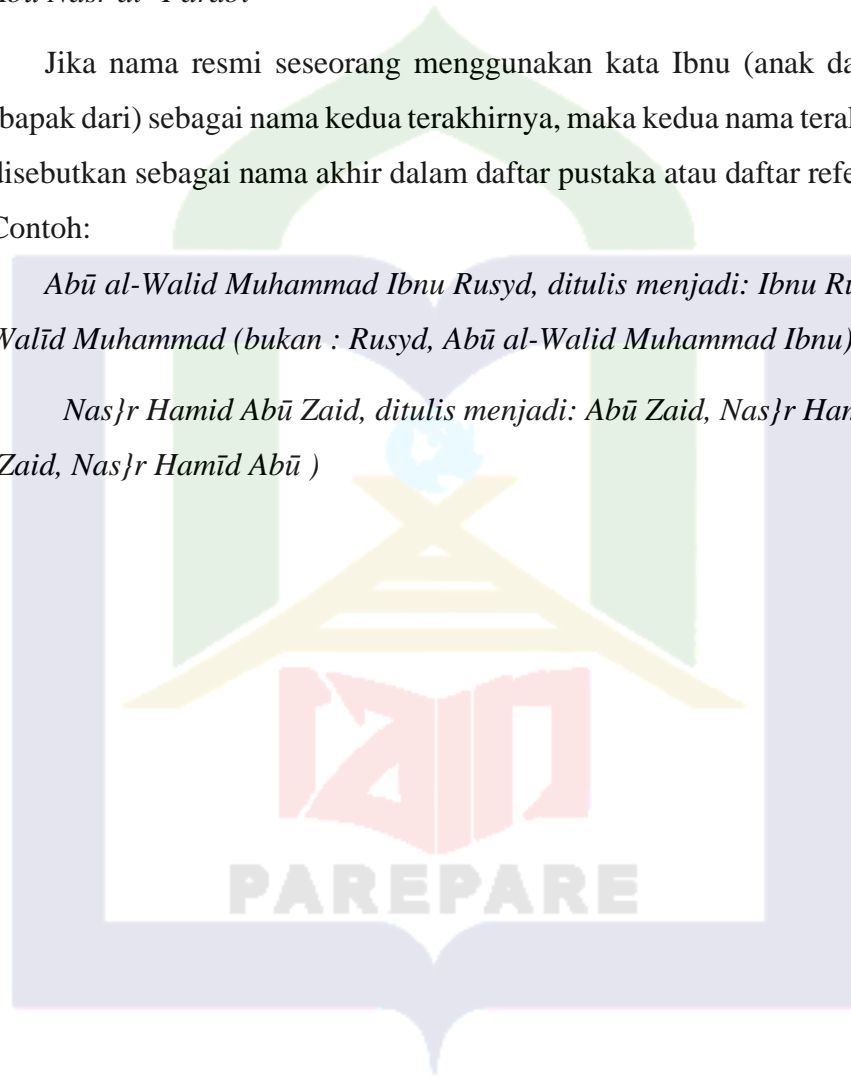 Jika nama resmi seseorang menggunakan kata Ibnu (anak da
bapak dari) sebagai nama kedua terakhirnya, maka kedua nama terak
disebutkan sebagai nama akhir dalam daftar pustaka atau daftar refe
Contoh:
Abū al-Walid Muhammad Ibnu Rusyd, ditulis menjadi: Ibnu Ru
Walīd Muhammad (bukan : Rusyd, Abū al-Walid Muhammad Ibnu)
Nas}r Hamid Abū Zaid, ditulis menjadi: Abū Zaid, Nas}r Ham
Zaid, Nas}r Hamīd Abū )
iain
PAREPARE